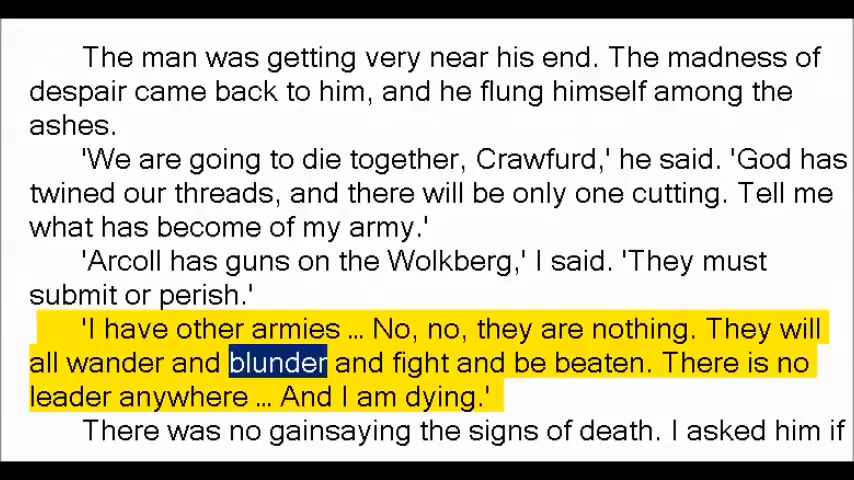 The man was getting very near his end. The madness of
despair came back to him, and he flung himself among the
ashes.
'We are going to die together, Crawfurd,' he said. 'God has
twined our threads, and there will be only one cutting. Tell me
what has become of my army.'
'Arcoll has guns on the Wolkberg,' I said. 'They must
submit or perish.'
'I have other armies ... No, no, they are nothing. They will
all wander and blunder and fight and be beaten. There is no
leader anywhere ... And I am dying.'
There was no gainsaying the signs of death. I asked him if